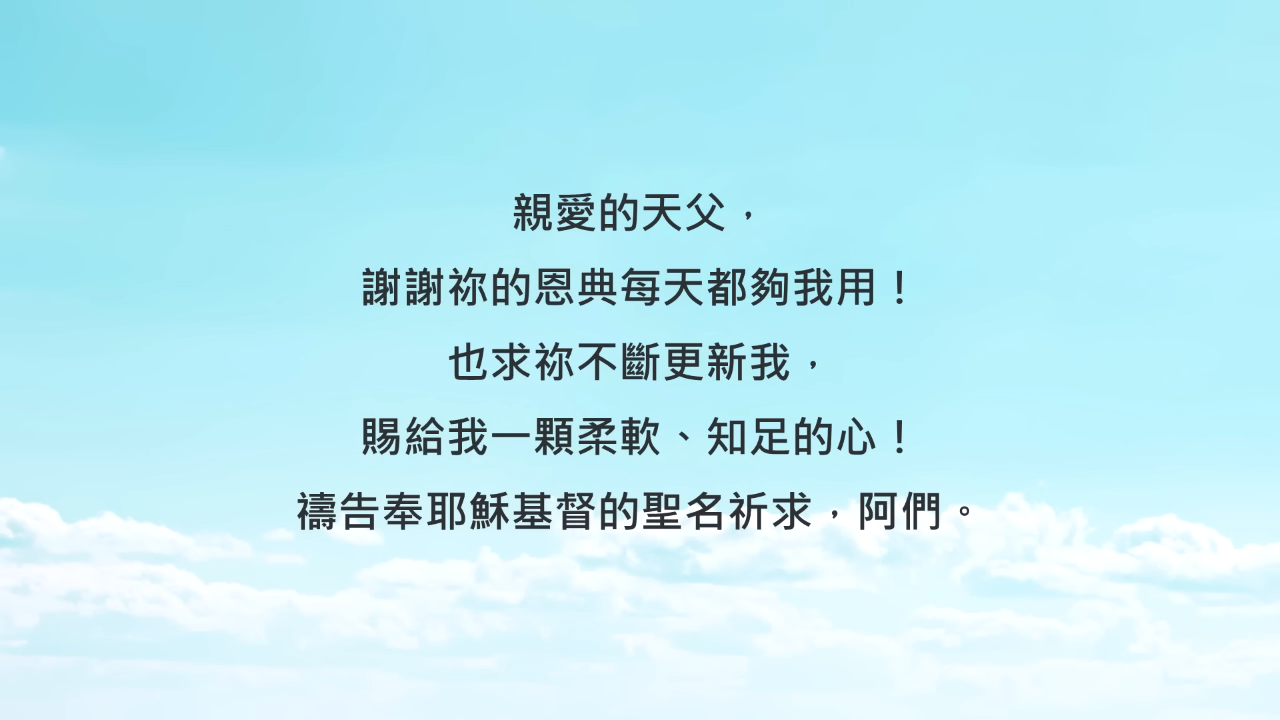 親愛的天父，
謝謝祢的恩典每天都夠我用！
也求祢不斷更新我，
賜給我一顆柔軟、知足的心！
禱告奉耶穌基督的聖名祈求，阿們。